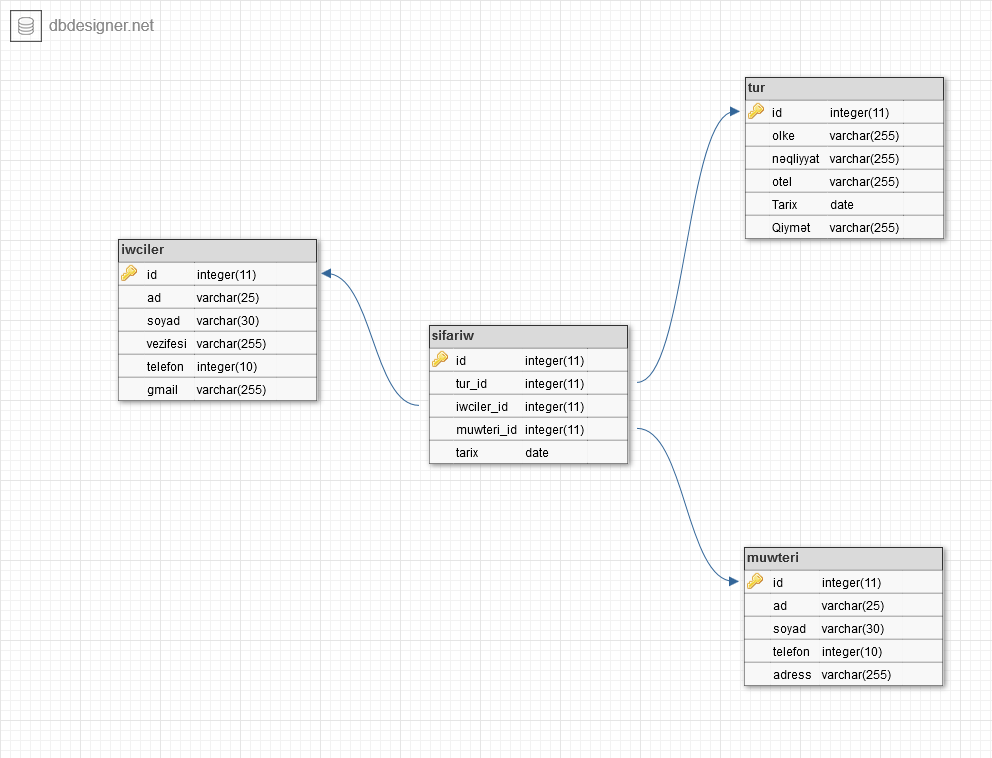 dbdesigner.net
tur
id integer(11)
olke varchar(255)
nəqliyyat varchar(255)
otel varchar(255)
Tarix date
Qiymət varchar(255)
iwciler
id integer(11)
ad varchar(25)
soyad varchar(30)
vezifesi varchar(255)
telefon integer(10)
gmail varchar(255)
sifariw
id integer(11)
tur_id integer(11)
iwciler_id integer(11)
muwteri_id integer(11)
tarix date
muwteri
id integer(11)
ad varchar(25)
soyad varchar(30)
telefon integer(10)
adress varchar(255)